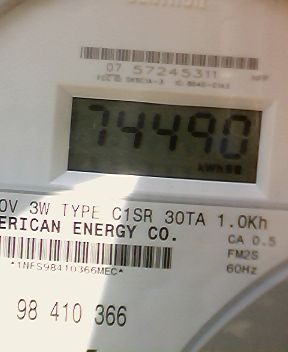 07 57245311
74490
kWh
0V 3W TYPE C1SR 30TA 1.0Kh
ERICAN ENERGY CO.
CA 0.5
FM2S
60Hz
*1NFS98410366MEC*
98 410 366